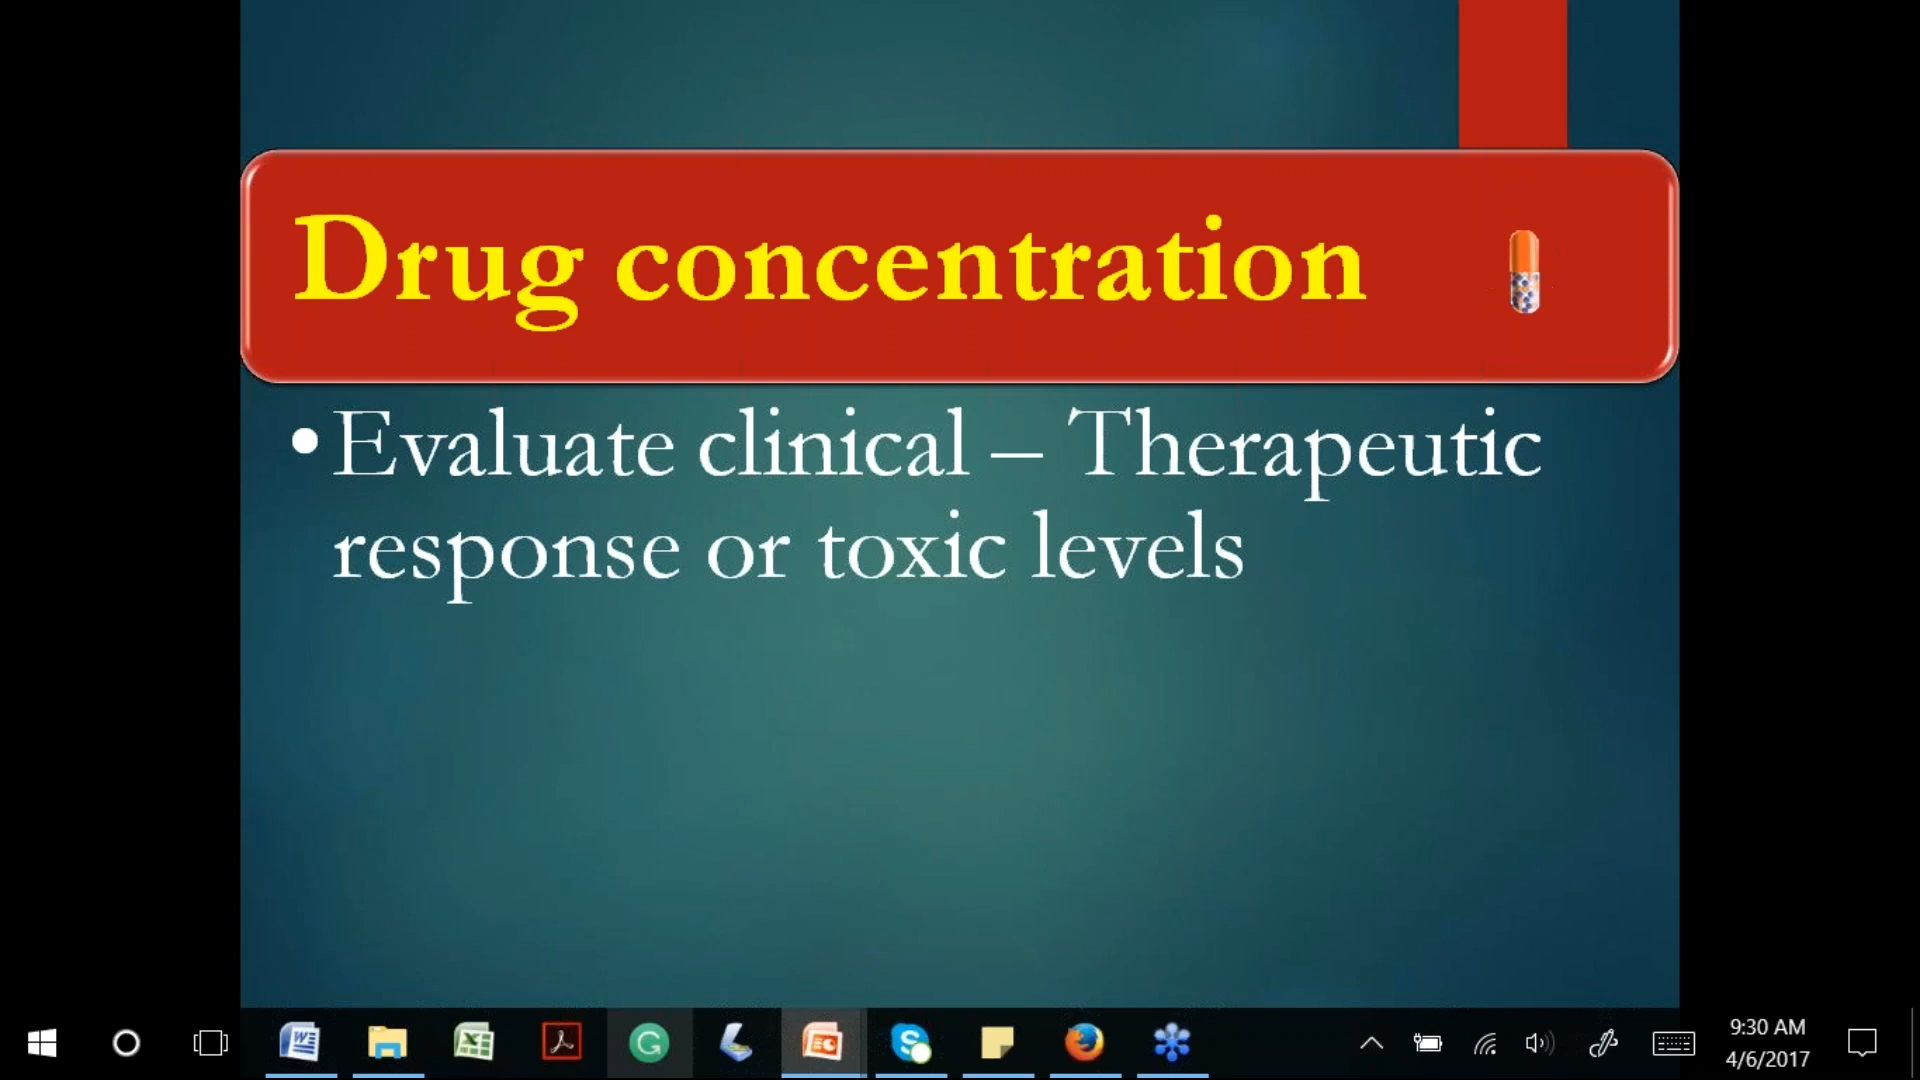 Drug concentration
•Evaluate clinical – Therapeutic
response or toxic levels
9:30 AM
4/6/2017